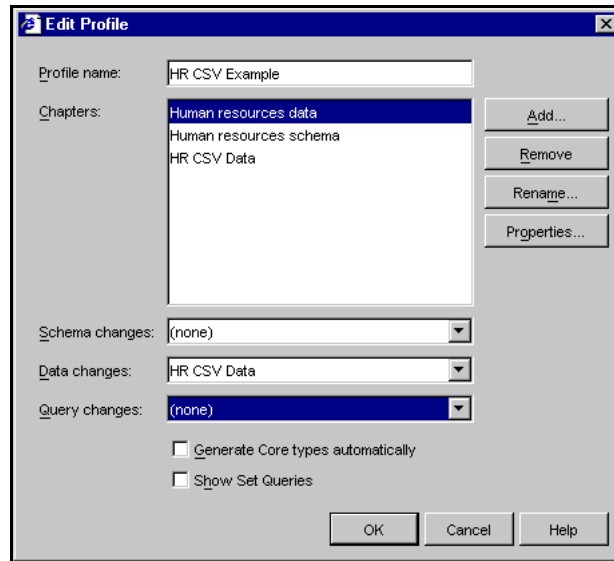 Edit Profile
Profile name: HR CSV Example
Chapters: Human resources data
Human resources schema
HR CSV Data
Add...
Remove
Rename...
Properties...
Schema changes: (none)
Data changes: HR CSV Data
Query changes: (none)
Generate Core types automatically
Show Set Queries
OK Cancel Help